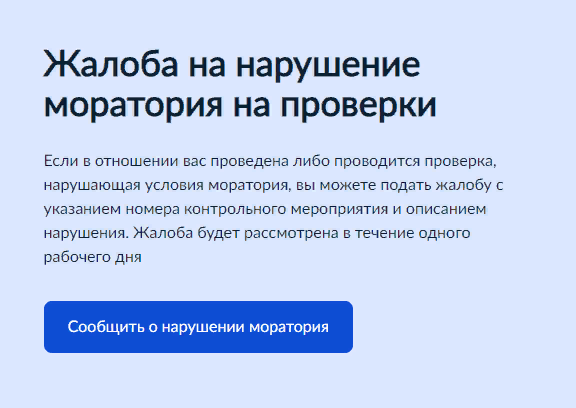 Жалоба на нарушение
моратория на проверки
Если в отношении вас проведена либо проводится проверка,
нарушающая условия моратория, вы можете подать жалобу с
указанием номера контрольного мероприятия и описанием
нарушения. Жалоба будет рассмотрена в течение одного
рабочего дня
Сообщить о нарушении моратория